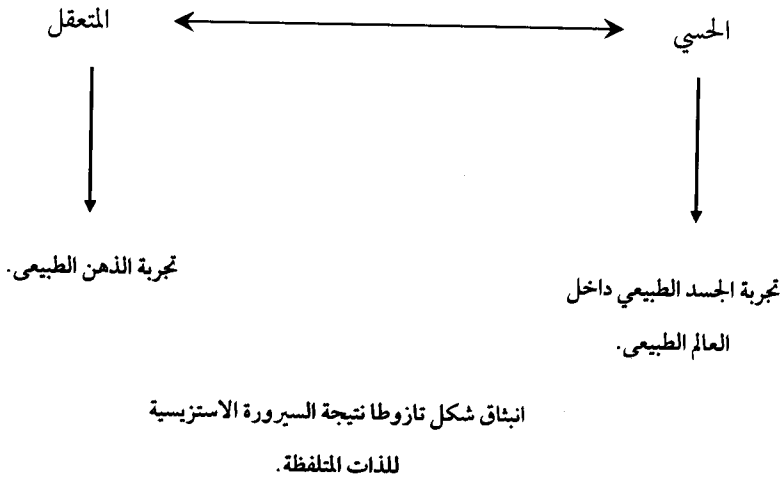 الحسي
المتعقل
تجربة الجسد الطبيعي داخل
العالم الطبيعي.
تجربة الذهن الطبيعي.
انبثاق شكل تازوطا نتيجة السيرورة الاستزيسية
للذات المتلفظة.